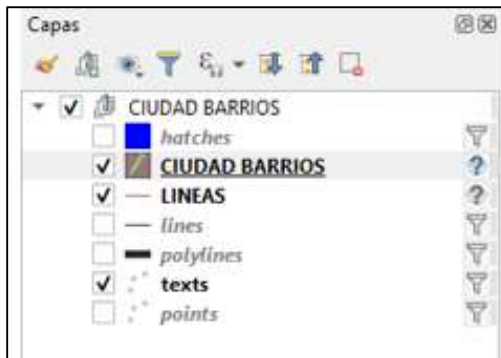 Capas
CIUDAD BARRIOS
hatches
CIUDAD BARRIOS
LINEAS
lines
polylines
texts
points